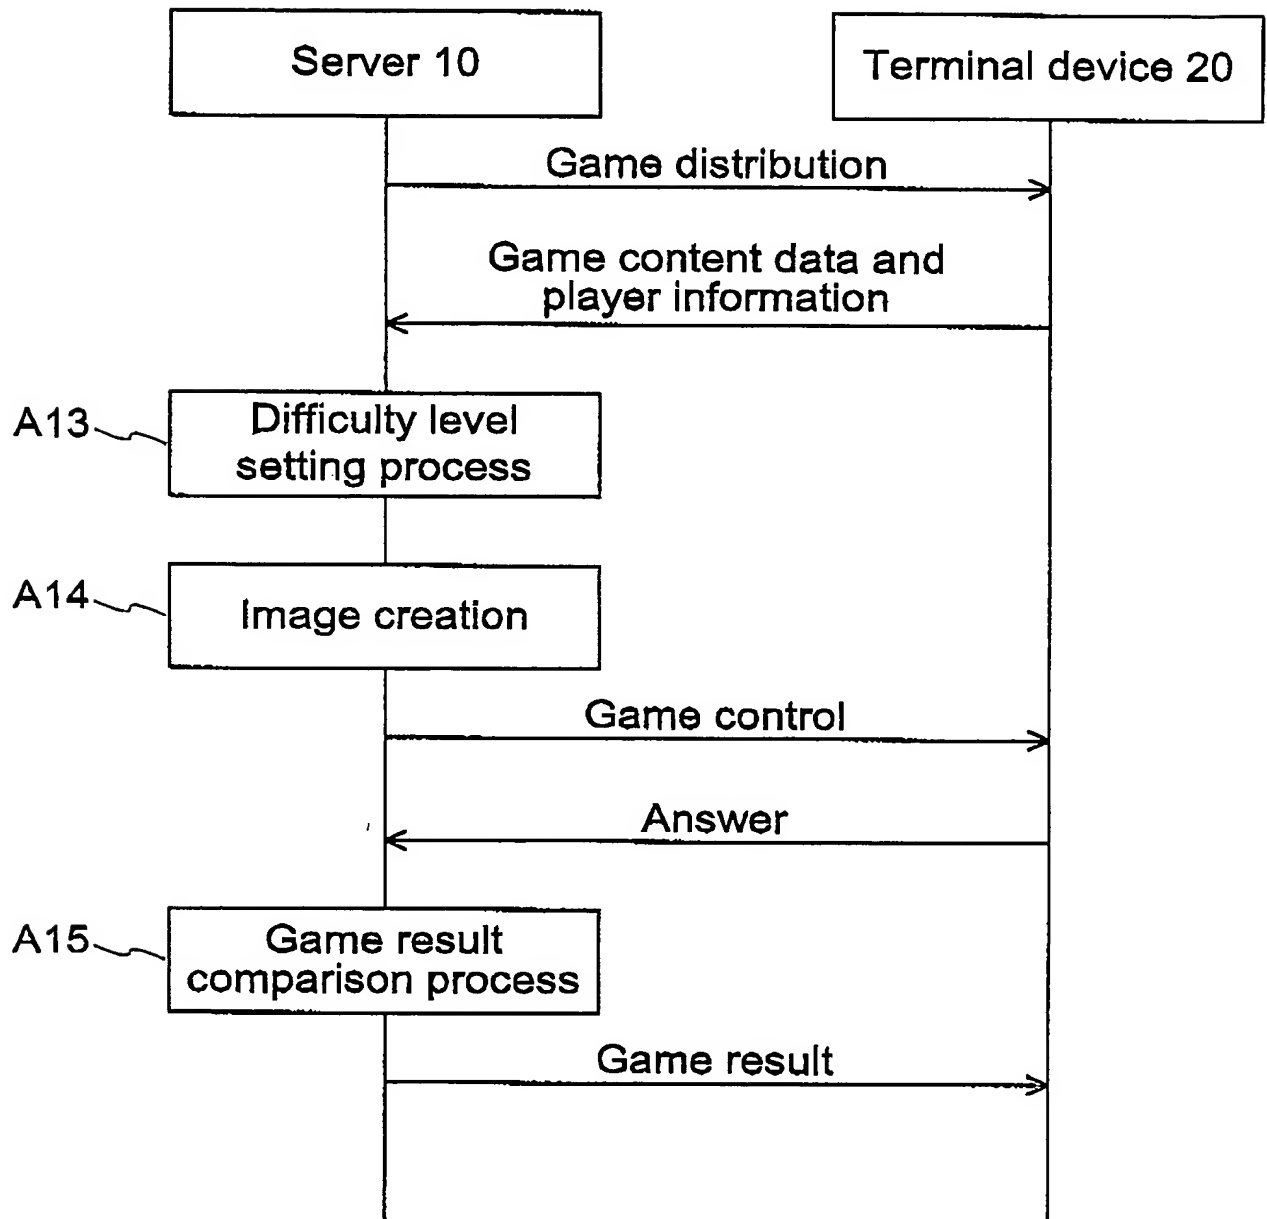 Server 10
Terminal device 20
Game distribution
Game content data and
player information
A13
Difficulty level
setting process
A14
Image creation
Game control
Answer
A15
Game result
comparison process
Game result